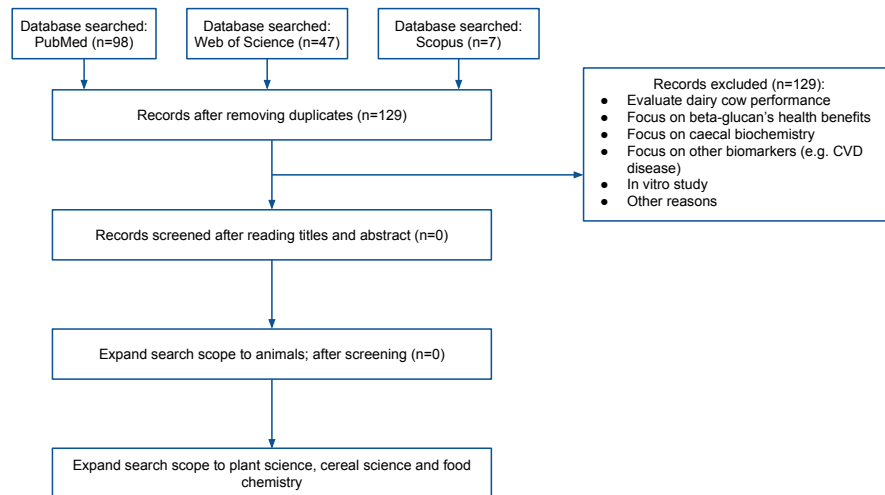 Database searched:
PubMed (n=98)
Database searched:
Web of Science (n=47)
Database searched:
Scopus (n=7)
Records after removing duplicates (n=129)
Records excluded (n=129):
● Evaluate dairy cow performance
● Focus on beta-glucan's health benefits
● Focus on caecal biochemistry
● Focus on other biomarkers (e.g. CVD
disease)
● In vitro study
● Other reasons
Records screened after reading titles and abstract (n=0)
Expand search scope to animals; after screening (n=0)
Expand search scope to plant science, cereal science and food
chemistry